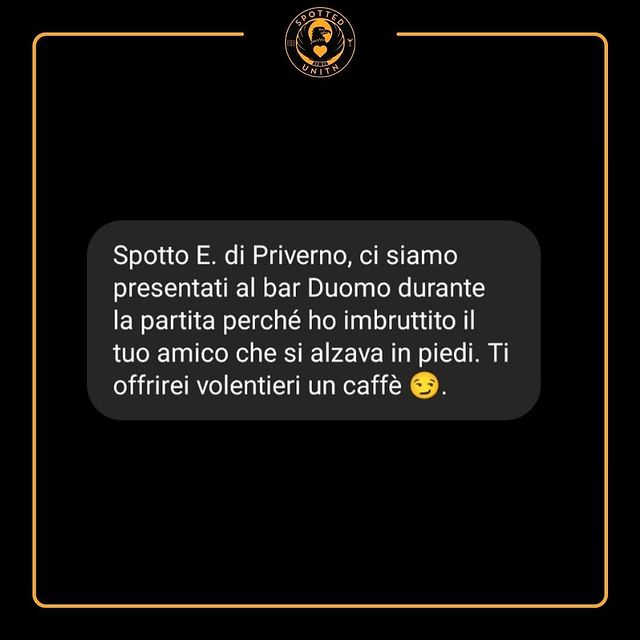 SPOTTED
UNITN
Spotto E. di Priverno, ci siamo
presentati al bar Duomo durante
la partita perché ho imbruttito il
tuo amico che si alzava in piedi. Ti
offrirei volentieri un caffè 😏.